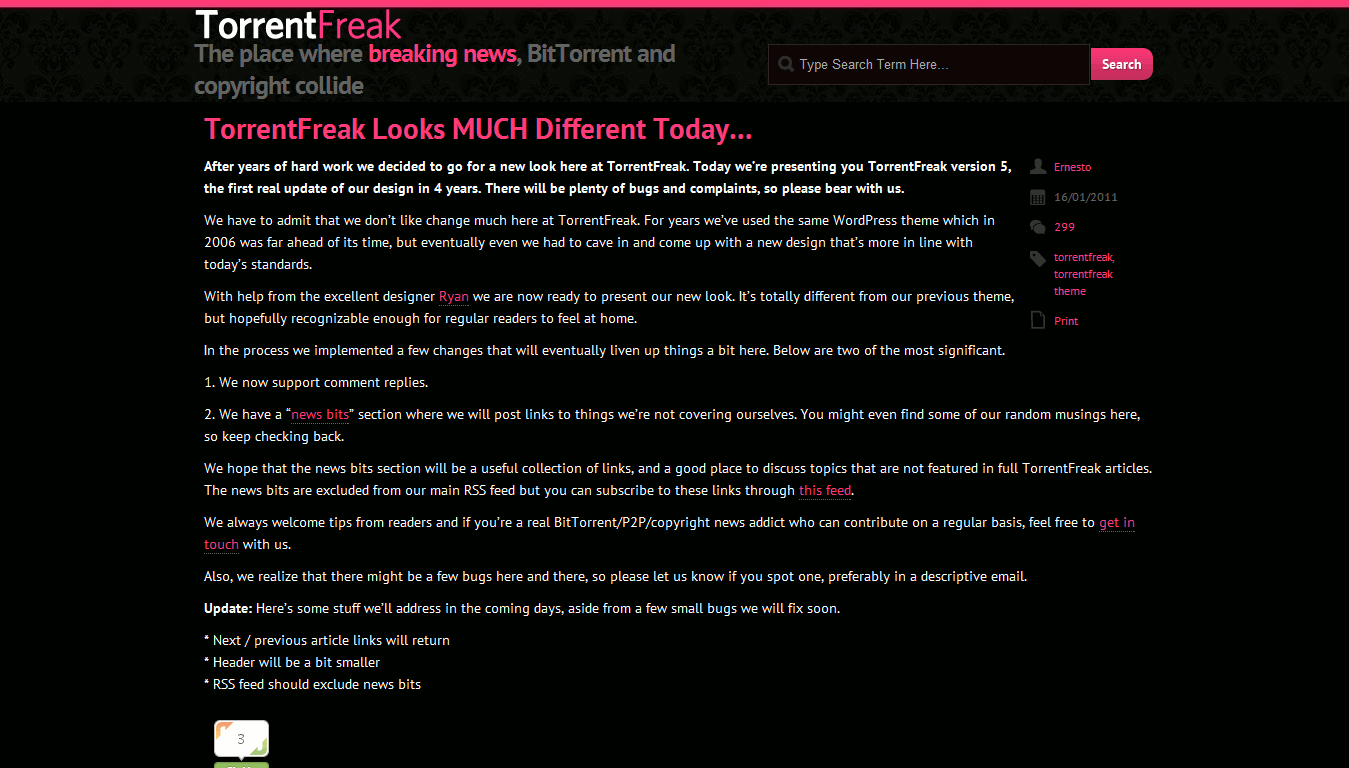 TorrentFreak
The place where breaking news, BitTorrent and
copyright collide
Type Search Term Here...
Search
TorrentFreak Looks MUCH Different Today...
After years of hard work we decided to go for a new look here at TorrentFreak. Today we're presenting you TorrentFreak version 5,
the first real update of our design in 4 years. There will be plenty of bugs and complaints, so please bear with us.
We have to admit that we don't like change much here at TorrentFreak. For years we've used the same WordPress theme which in
2006 was far ahead of its time, but eventually even we had to cave in and come up with a new design that's more in line with
today's standards.
With help from the excellent designer Ryan we are now ready to present our new look. It's totally different from our previous theme,
but hopefully recognizable enough for regular readers to feel at home.
In the process we implemented a few changes that will eventually liven up things a bit here. Below are two of the most significant.
1. We now support comment replies.
2. We have a “news bits” section where we will post links to things we're not covering ourselves. You might even find some of our random musings here,
so keep checking back.
We hope that the news bits section will be a useful collection of links, and a good place to discuss topics that are not featured in full TorrentFreak articles.
The news bits are excluded from our main RSS feed but you can subscribe to these links through this feed.
We always welcome tips from readers and if you're a real BitTorrent/P2P/copyright news addict who can contribute on a regular basis, feel free to get in
touch with us.
Also, we realize that there might be a few bugs here and there, so please let us know if you spot one, preferably in a descriptive email.
Update: Here's some stuff we'll address in the coming days, aside from a few small bugs we will fix soon.
* Next / previous article links will return
* Header will be a bit smaller
* RSS feed should exclude news bits
Ernesto
16/01/2011
299
torrentfreak,
torrentfreak
theme
Print
3